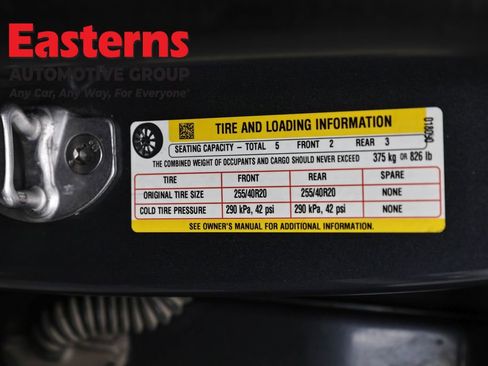 Easterns
AUTOMOTIVE GROUP
Any Car, Any Way, For Everyone
TIRE AND LOADING INFORMATION
SEATING CAPACITY - TOTAL 5 FRONT 2 REAR 3
THE COMBINED WEIGHT OF OCCUPANTS AND CARGO SHOULD NEVER EXCEED 375 kg OR 826 lb
TIRE FRONT REAR SPARE
ORIGINAL TIRE SIZE 255/40R20 255/40R20 NONE
COLD TIRE PRESSURE 290 kPa, 42 psi 290 kPa, 42 psi NONE
SEE OWNER'S MANUAL FOR ADDITIONAL INFORMATION.